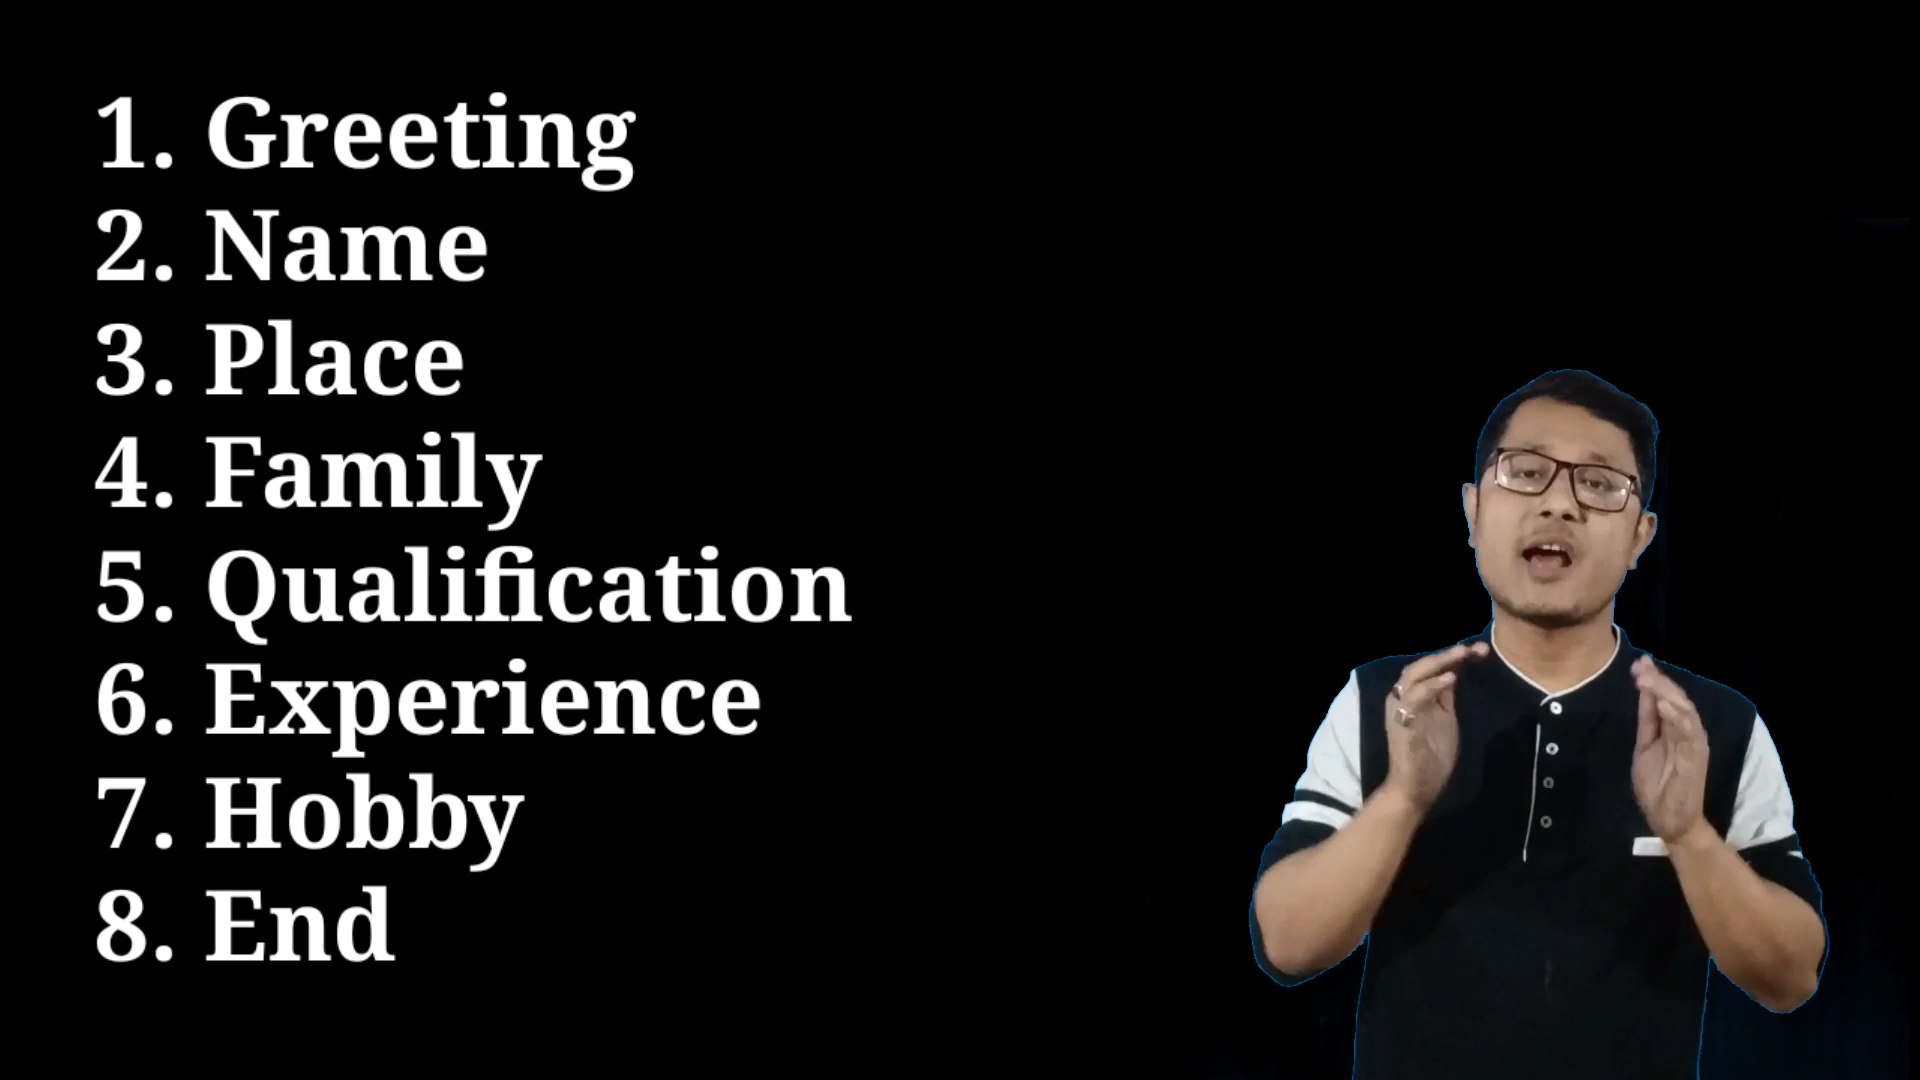 1. Greeting
2. Name
3. Place
4. Family
5. Qualification
6. Experience
7. Hobby
8. End